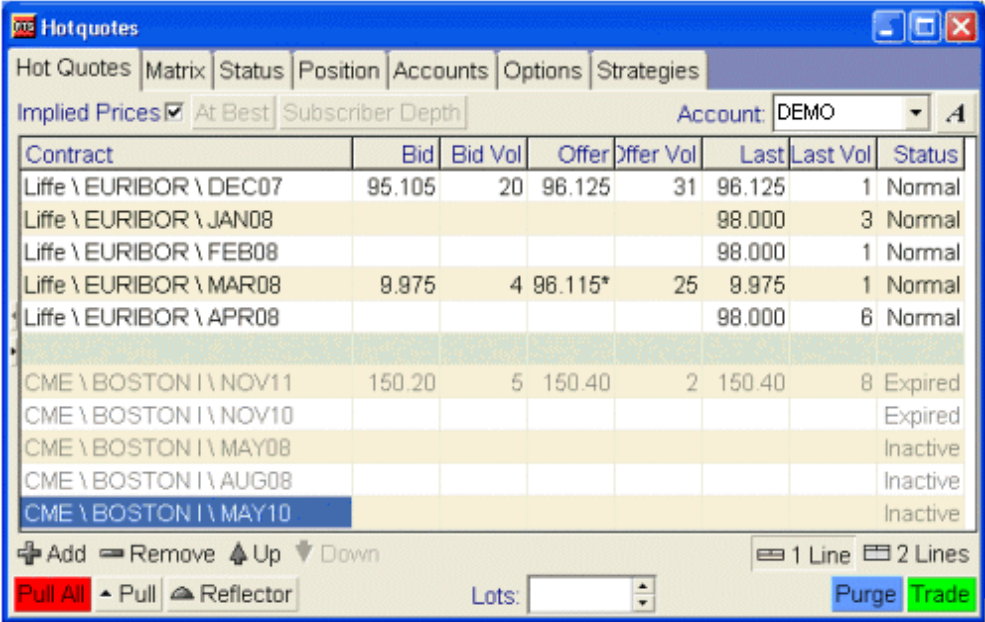 Hotquotes
Hot Quotes Matrix Status Position Accounts Options Strategies
Implied Prices At Best Subscriber Depth Account: DEMO A
Contract Bid Bid Vol Offer Offer Vol Last Last Vol Status
Liffe \ EURIBOR \ DEC07 95.105 20 96.125 31 96.125 1 Normal
Liffe \ EURIBOR \ JAN08 98.000 3 Normal
Liffe \ EURIBOR \ FEB08 98.000 1 Normal
Liffe \ EURIBOR \ MAR08 9.975 4 96.115* 25 9.975 1 Normal
Liffe \ EURIBOR \ APR08 98.000 6 Normal
CME \ BOSTON I \ NOV11 150.20 5 150.40 2 150.40 8 Expired
CME \ BOSTON I \ NOV10 Expired
CME \ BOSTON I \ MAY08 Inactive
CME \ BOSTON I \ AUG08 Inactive
CME \ BOSTON I \ MAY10 Inactive
Add Remove Up Down 1 Line 2 Lines
Pull All Pull Reflector Lots: Purge Trade